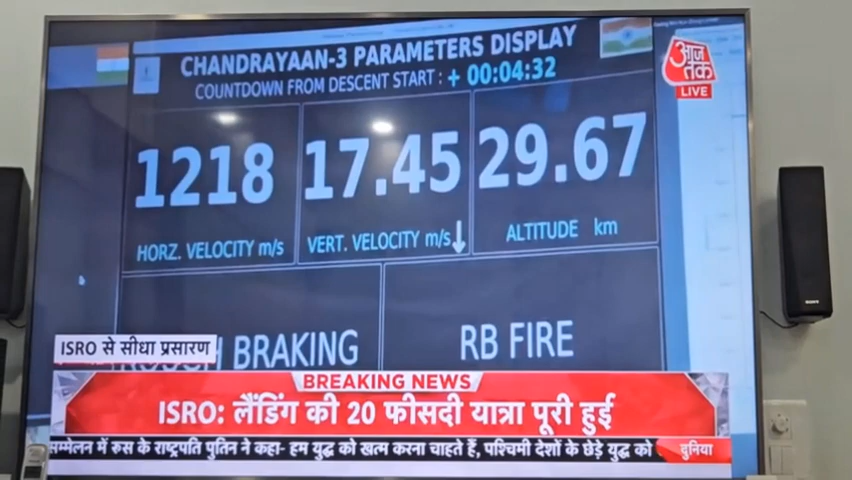 CHANDRAYAAN-3 PARAMETERS DISPLAY
COUNTDOWN FROM DESCENT START : + 00:04:32
आज तक
LIVE
1218 17.45 29.67
HORZ. VELOCITY m/s VERT. VELOCITY m/s↓ ALTITUDE km
BRAKING RB FIRE
ISRO से सीधा प्रसारण
BREAKING NEWS
ISRO: लैंडिंग की 20 फीसदी यात्रा पूरी हुई
सम्मेलन में रूस के राष्ट्रपति पुतिन ने कहा- हम युद्ध को खत्म करना चाहते हैं, पश्चिमी देशों के छेड़े युद्ध को दुनिया
SONY